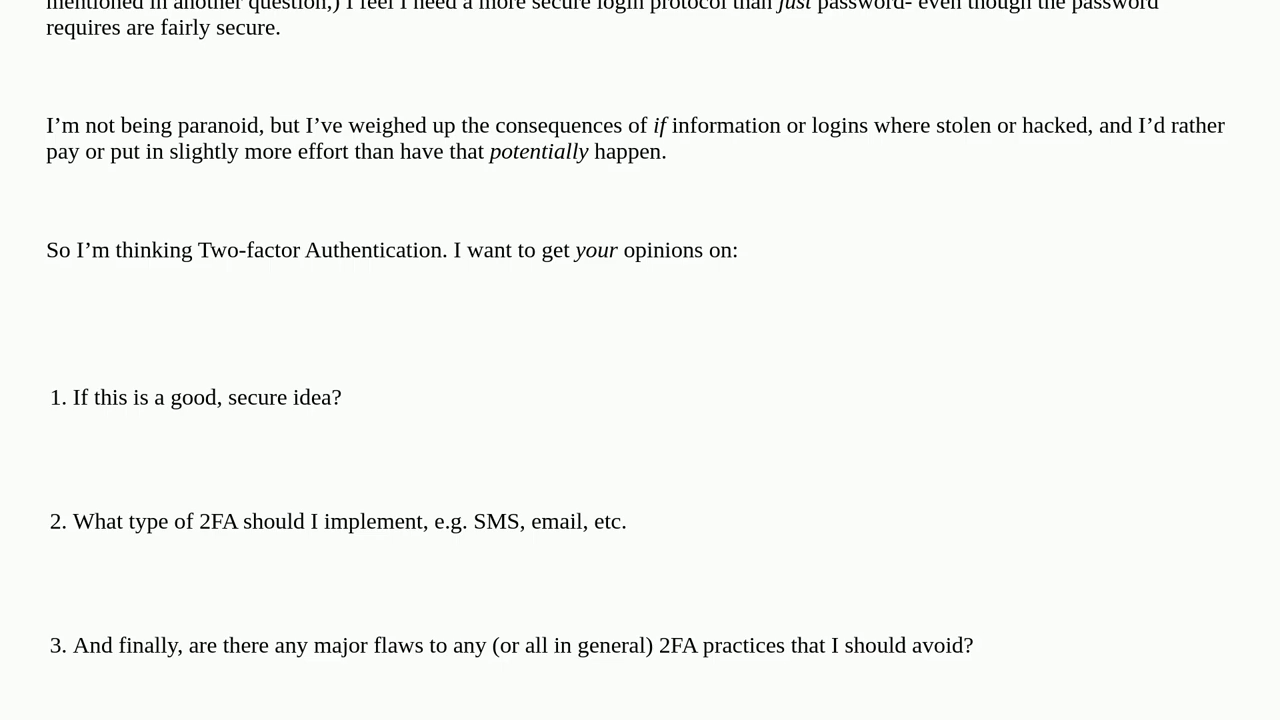 mentioned in another question,) I feel I need a more secure login protocol than just password- even though the password
requires are fairly secure.
I’m not being paranoid, but I’ve weighed up the consequences of if information or logins where stolen or hacked, and I’d rather
pay or put in slightly more effort than have that potentially happen.
So I’m thinking Two-factor Authentication. I want to get your opinions on:
1. If this is a good, secure idea?
2. What type of 2FA should I implement, e.g. SMS, email, etc.
3. And finally, are there any major flaws to any (or all in general) 2FA practices that I should avoid?